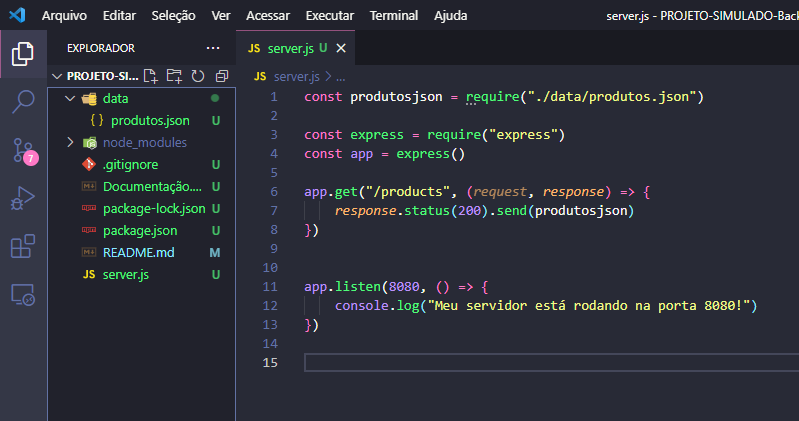 Arquivo Editar Seleção Ver Acessar Executar Terminal Ajuda server.js - PROJETO-SIMULADO-Back
EXPLORADOR ...
PROJETO-SI...
data
{ } produtos.json U
node_modules
.gitignore U
Documentação.... U
package-lock.json U
package.json U
README.md M
JS server.js U
7
JS server.js U ×
JS server.js > ...
1 const produtosjson = require("./data/produtos.json")
2
3 const express = require("express")
4 const app = express()
5
6 app.get("/products", (request, response) => {
7 response.status(200).send(produtosjson)
8 })
9
10
11 app.listen(8080, () => {
12 console.log("Meu servidor está rodando na porta 8080!")
13 })
14
15